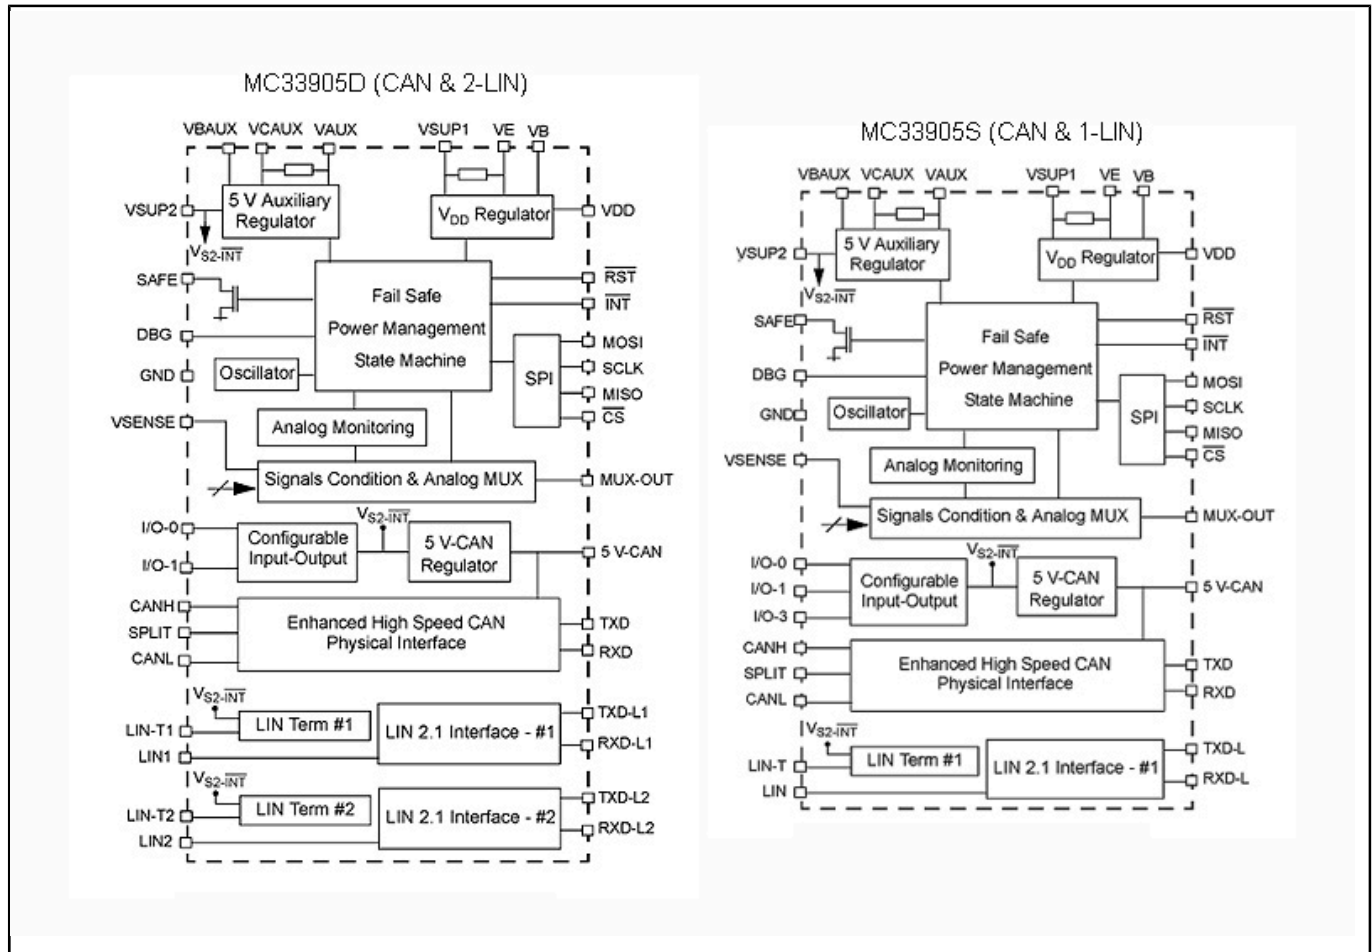 MC33905D (CAN & 2-LIN)
VBAUX VCAUX VAUX VSUP1 VE VB
5 V Auxiliary
Regulator
VDD Regulator
VSUP2
VDD
VS2-INT
SAFE
RST
Fail Safe
INT
Power Management
DBG
MOSI
State Machine
SCLK
GND
Oscillator
SPI
MISO
CS
VSENSE
Analog Monitoring
Signals Condition & Analog MUX
MUX-OUT
VS2-INT
I/O-0
Configurable
Input-Output
5 V-CAN
Regulator
5 V-CAN
I/O-1
CANH
Enhanced High Speed CAN
Physical Interface
TXD
SPLIT
RXD
CANL
VS2-INT
LIN Term #1
LIN 2.1 Interface - #1
TXD-L1
LIN-T1
RXD-L1
LIN1
VS2-INT
LIN Term #2
LIN 2.1 Interface - #2
TXD-L2
LIN-T2
RXD-L2
LIN2
MC33905S (CAN & 1-LIN)
VBAUX VCAUX VAUX VSUP1 VE VB
5 V Auxiliary
Regulator
VDD Regulator
VSUP2
VDD
VS2-INT
SAFE
RST
Fail Safe
INT
Power Management
DBG
MOSI
State Machine
SCLK
GND
Oscillator
SPI
MISO
CS
VSENSE
Analog Monitoring
Signals Condition & Analog MUX
MUX-OUT
VS2-INT
I/O-0
Configurable
Input-Output
5 V-CAN
Regulator
5 V-CAN
I/O-1
I/O-3
CANH
Enhanced High Speed CAN
Physical Interface
TXD
SPLIT
RXD
CANL
VS2-INT
LIN Term #1
LIN 2.1 Interface - #1
TXD-L
LIN-T
RXD-L
LIN